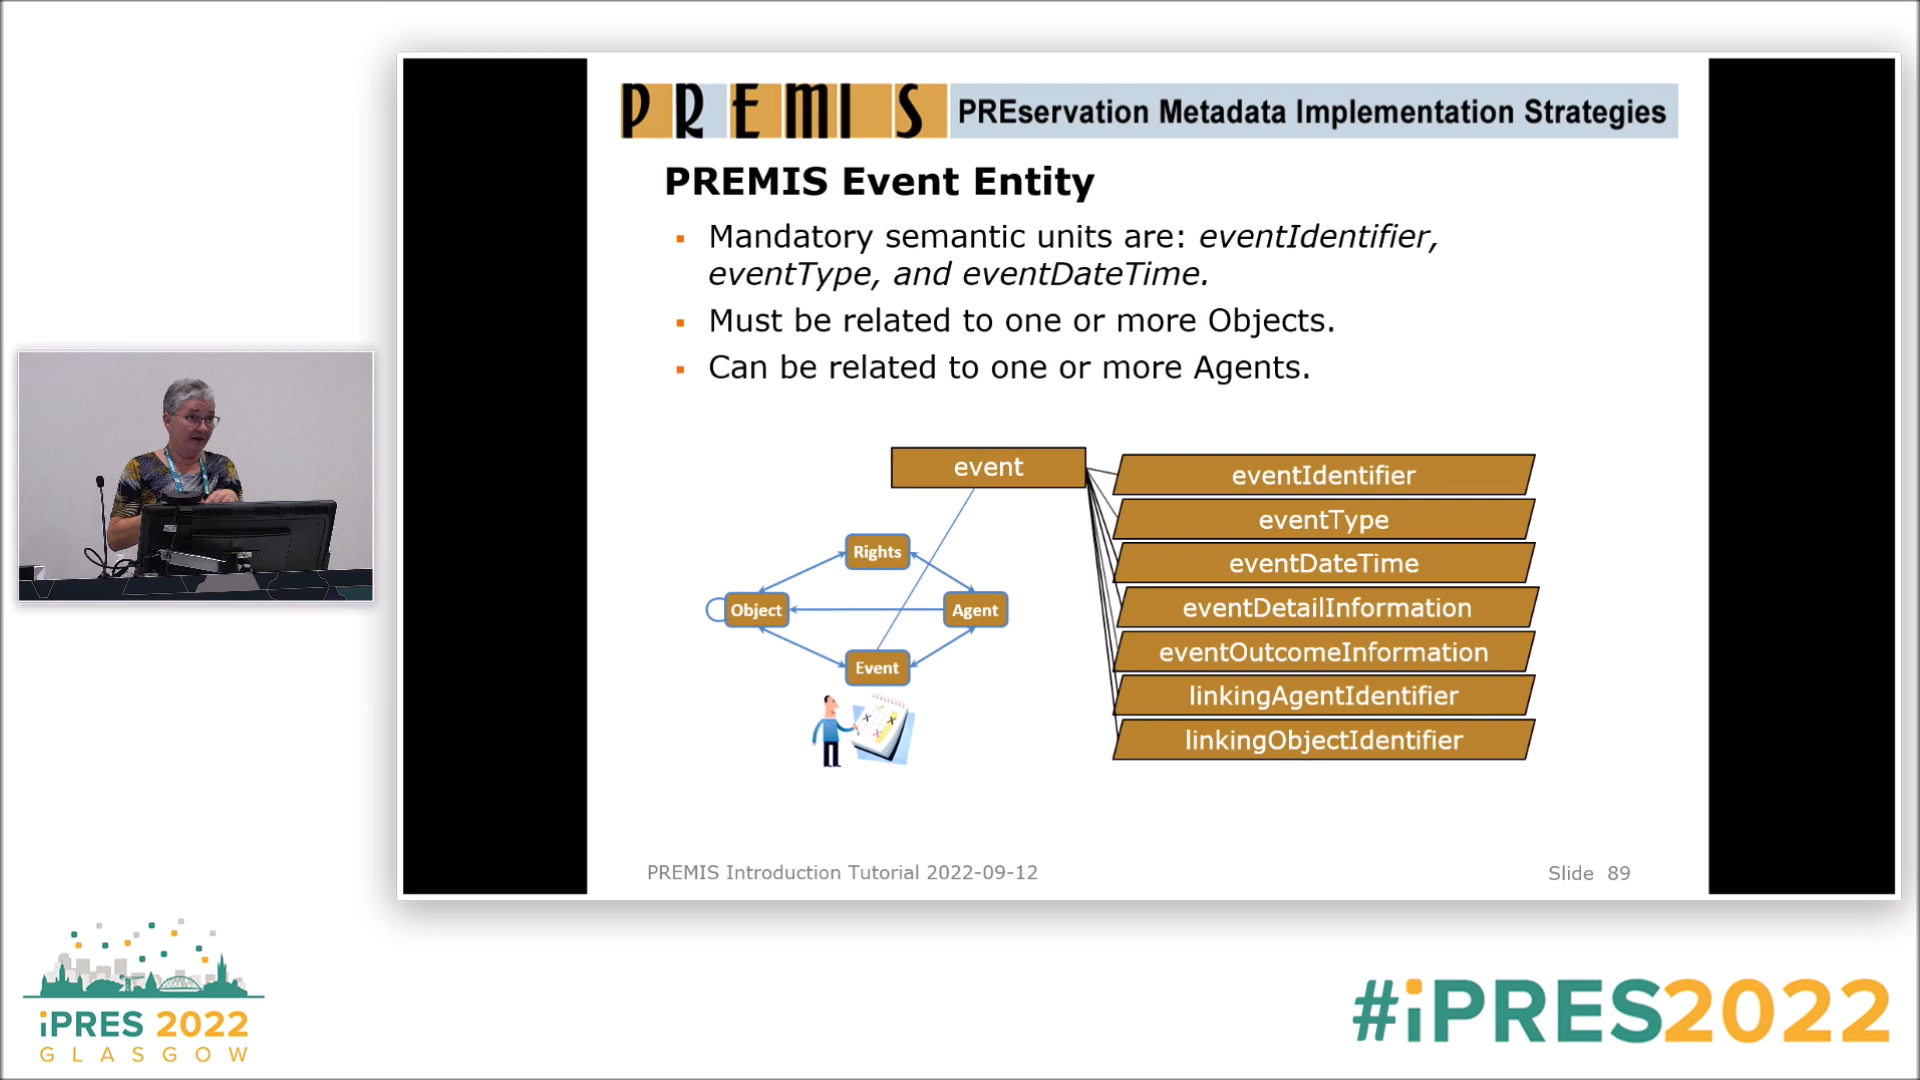 PREMIS PREservation Metadata Implementation Strategies
PREMIS Event Entity
Mandatory semantic units are: eventIdentifier,
eventType, and eventDateTime.
Must be related to one or more Objects.
Can be related to one or more Agents.
event
eventIdentifier
eventType
eventDateTime
eventDetailInformation
eventOutcomeInformation
linkingAgentIdentifier
linkingObjectIdentifier
Rights
Object
Agent
Event
PREMIS Introduction Tutorial 2022-09-12
Slide 89
iPRES 2022
GLASGOW
#iPRES2022